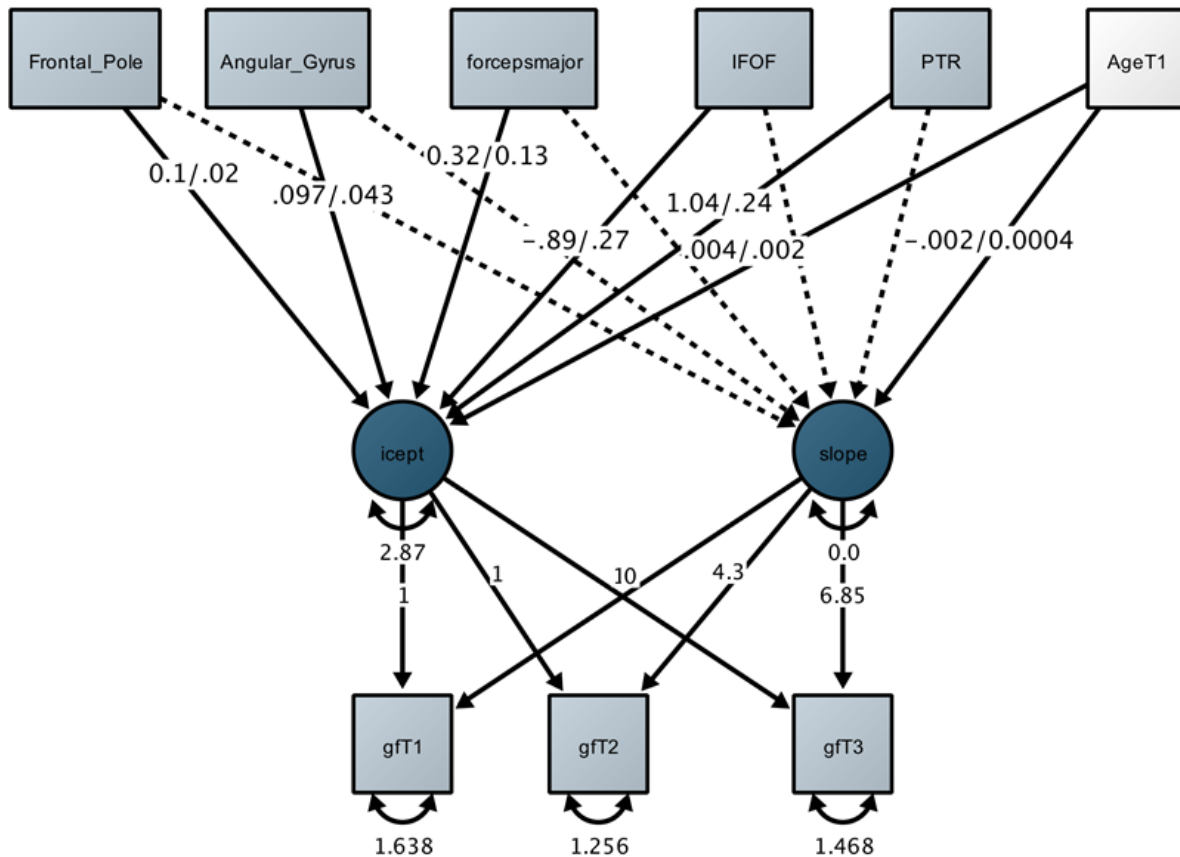 Frontal_Pole
Angular_Gyrus
forcepsmajor
IFOF
PTR
AgeT1
0.1/.02
.097/.043
0.32/0.13
-.89/.27
1.04/.24
.004/.002
-.002/0.0004
icept
slope
2.87
1
1
10
4.3
0.0
6.85
gfT1
gfT2
gfT3
1.638
1.256
1.468